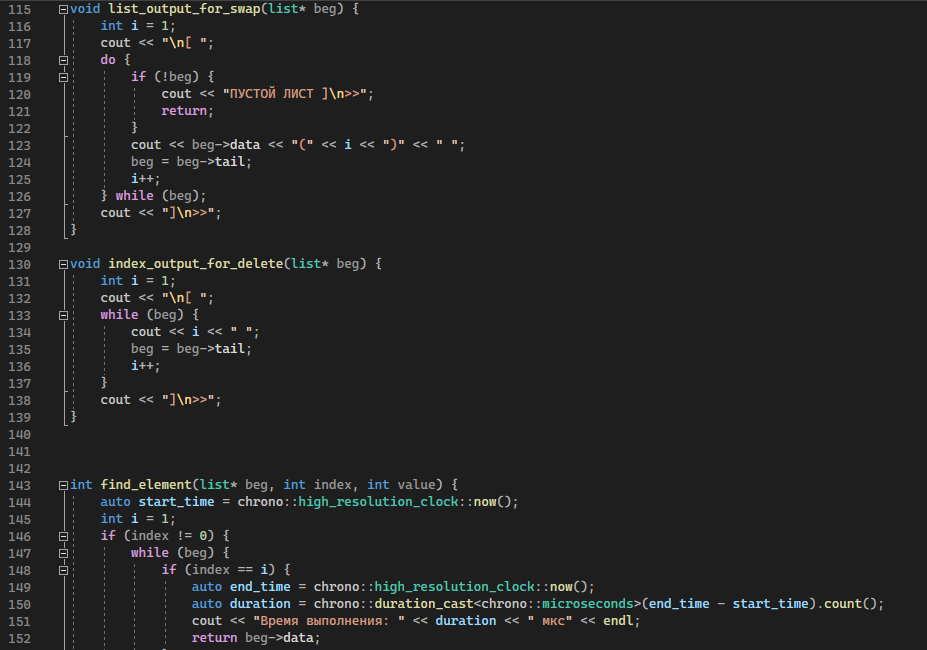 115 void list_output_for_swap(list* beg) {
116 int i = 1;
117 cout << "\n[ ";
118 do {
119 if (!beg) {
120 cout << "ПУСТОЙ ЛИСТ ]\n>>";
121 return;
122 }
123 cout << beg->data << "(" << i << ")" << " ";
124 beg = beg->tail;
125 i++;
126 } while (beg);
127 cout << "]\n>>";
128 }
129
130 void index_output_for_delete(list* beg) {
131 int i = 1;
132 cout << "\n[ ";
133 while (beg) {
134 cout << i << " ";
135 beg = beg->tail;
136 i++;
137 }
138 cout << "]\n>>";
139 }
140
141
142
143 int find_element(list* beg, int index, int value) {
144 auto start_time = chrono::high_resolution_clock::now();
145 int i = 1;
146 if (index != 0) {
147 while (beg) {
148 if (index == i) {
149 auto end_time = chrono::high_resolution_clock::now();
150 auto duration = chrono::duration_cast<chrono::microseconds>(end_time - start_time).count();
151 cout << "Время выполнения: " << duration << " мкс" << endl;
152 return beg->data;